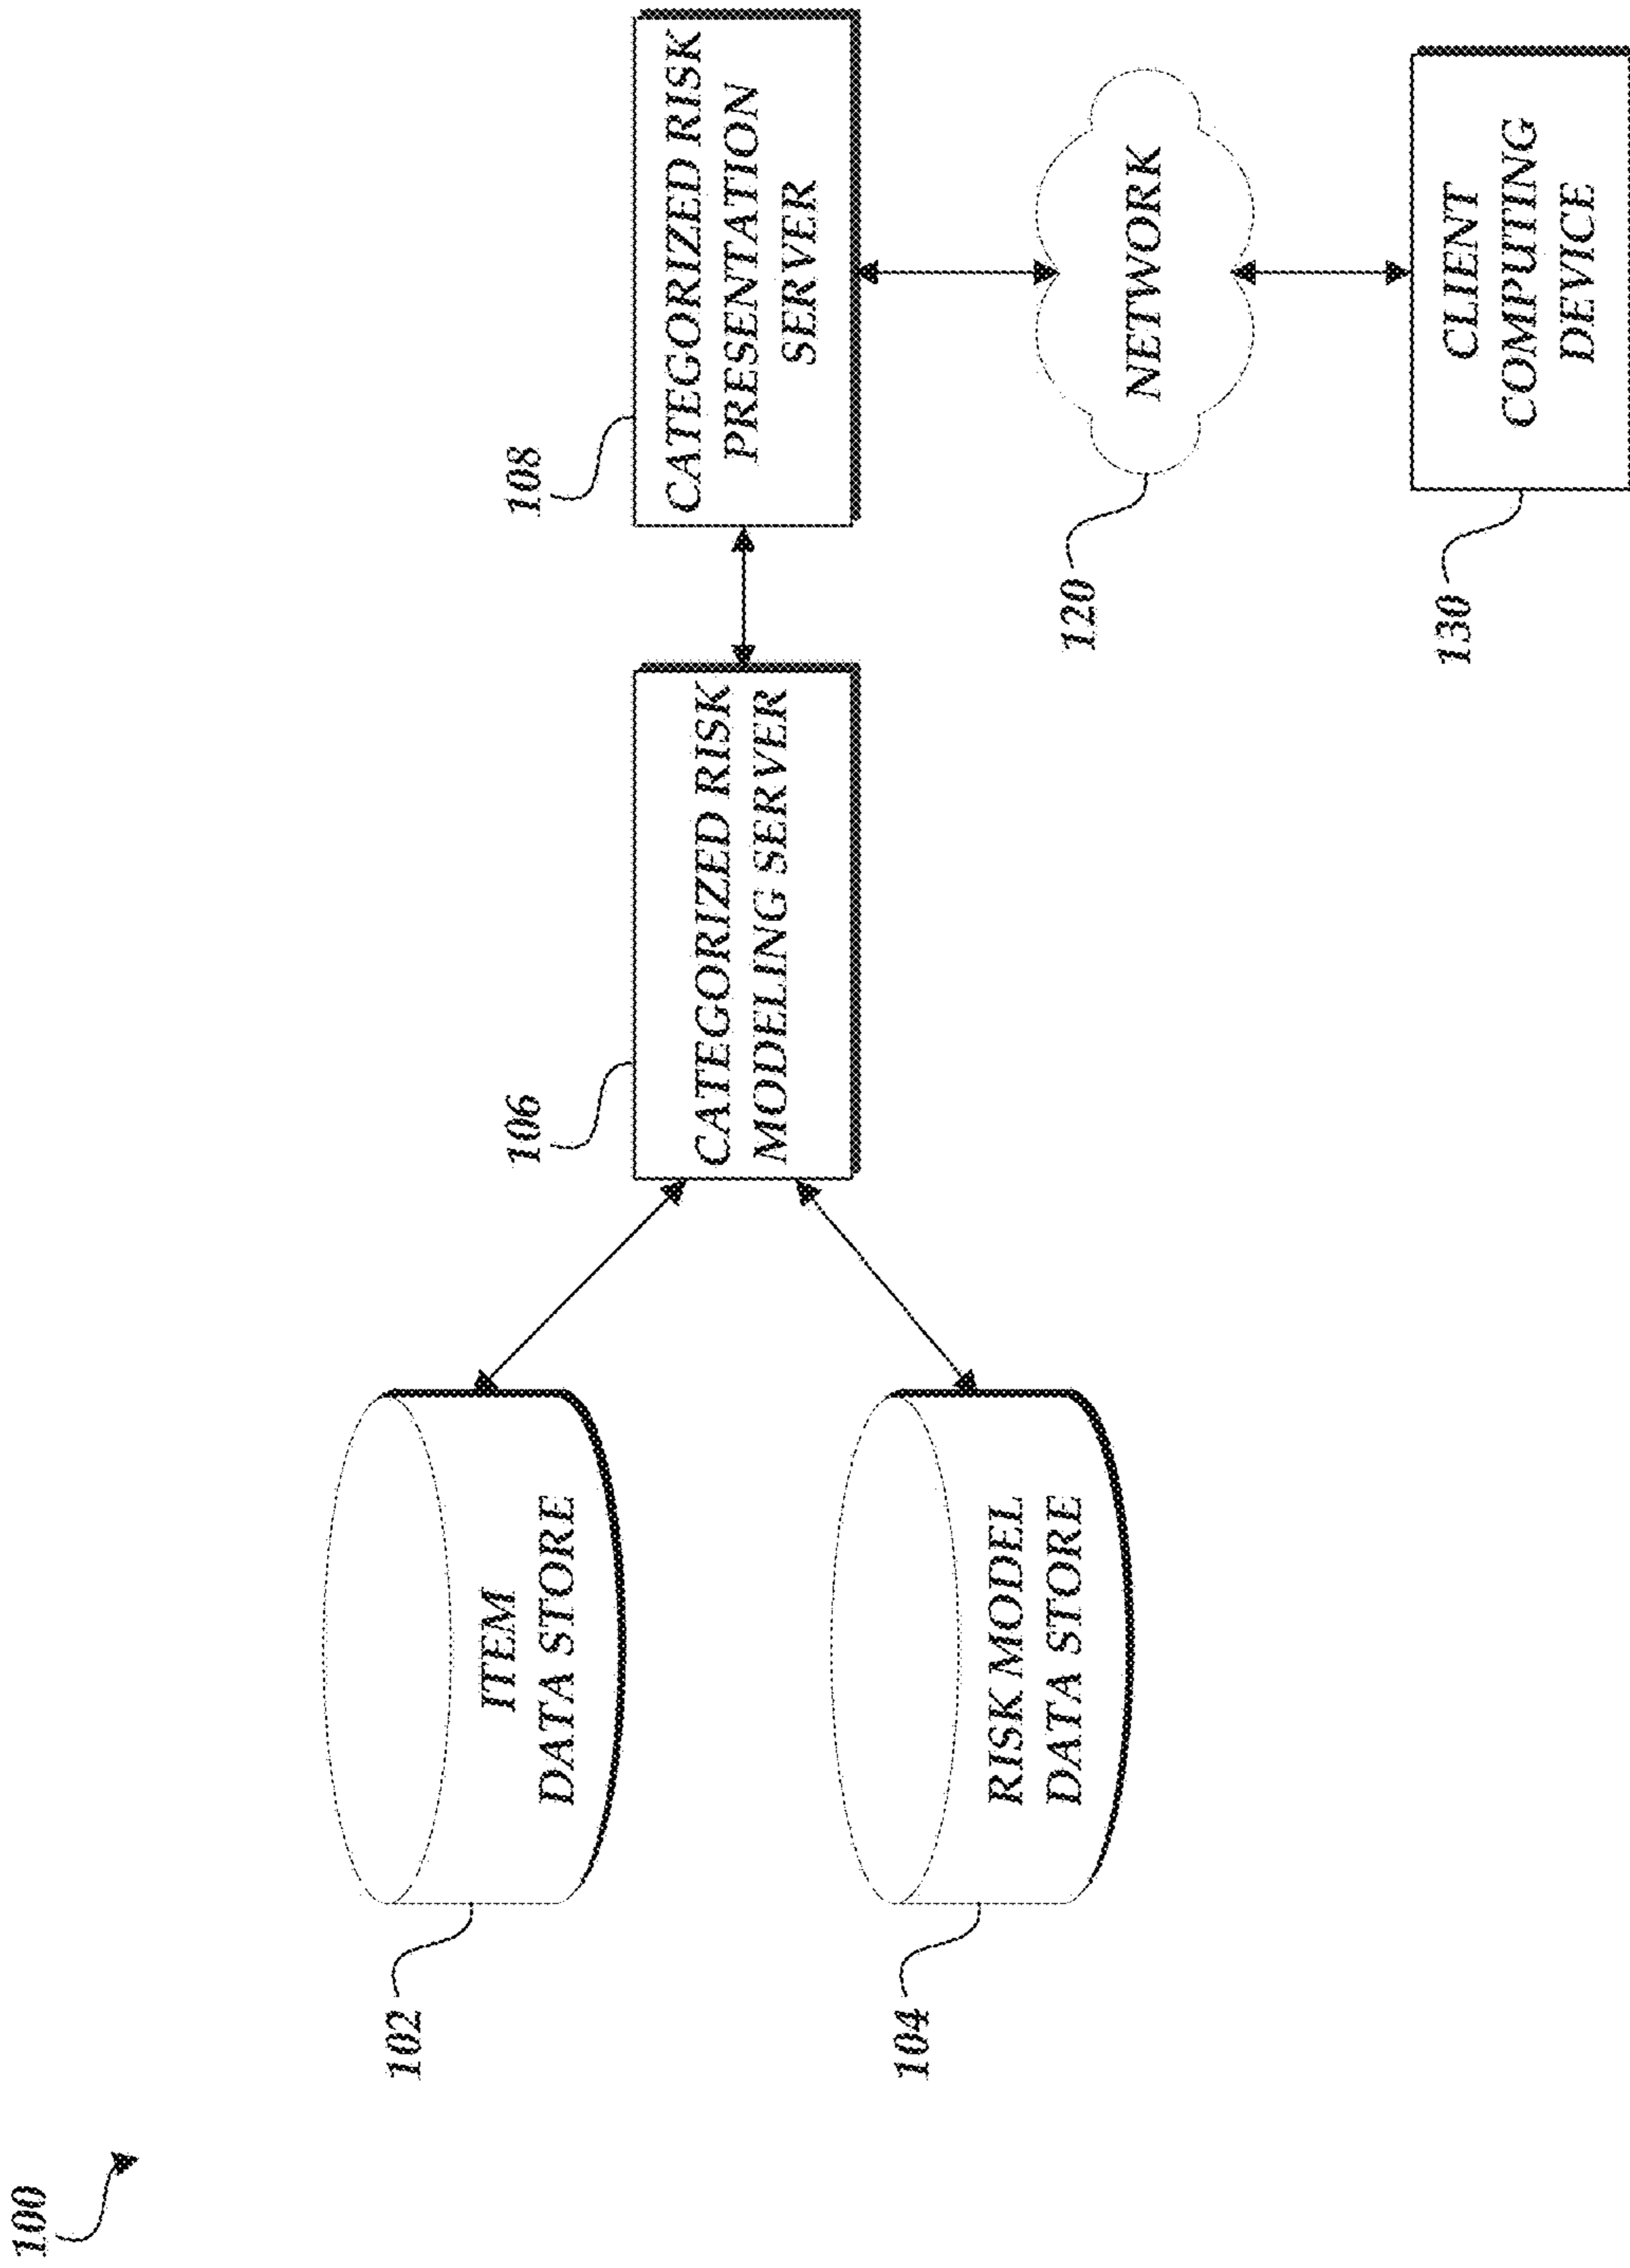 100
102
ITEM
DATA STORE
104
RISK MODEL
DATA STORE
106
CATEGORIZED RISK
MODELING SERVER
108
CATEGORIZED RISK
PRESENTATION
SERVER
120
NETWORK
130
CLIENT
COMPUTING
DEVICE